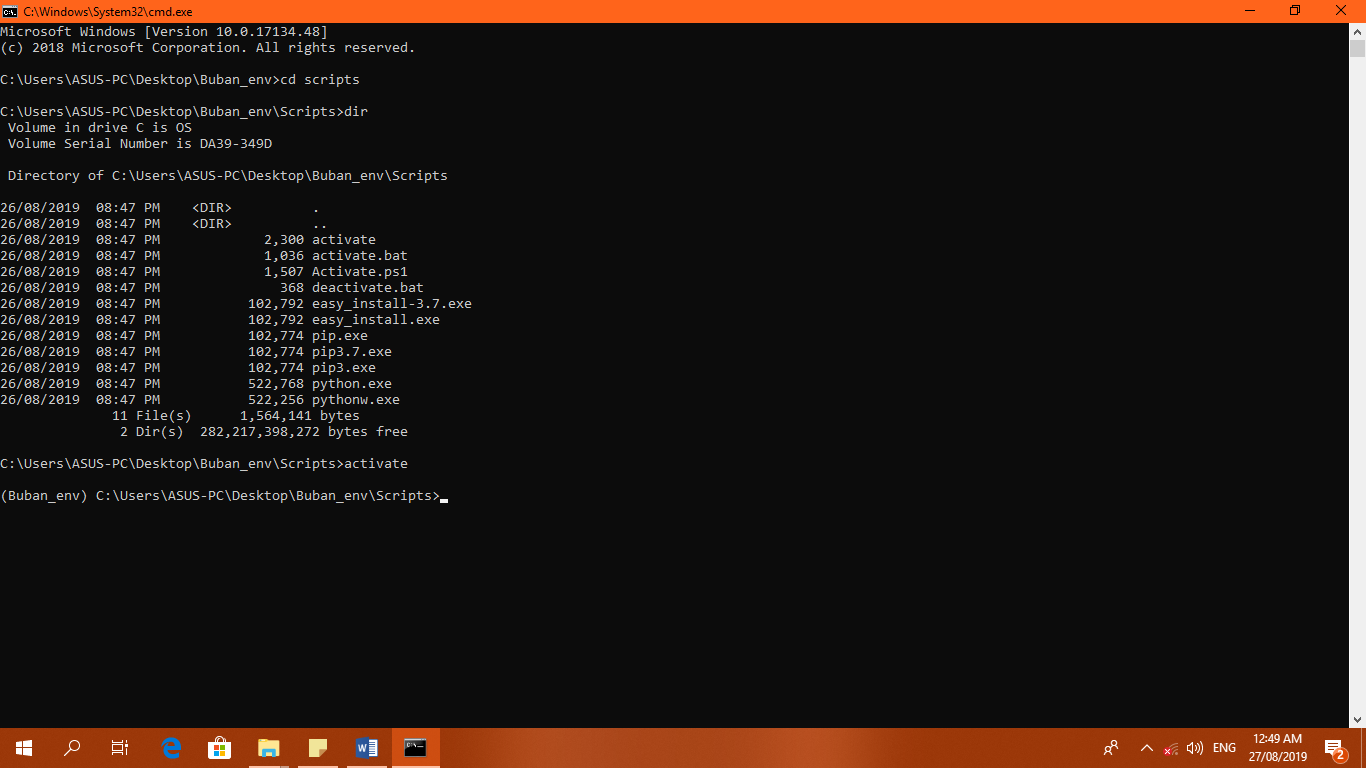 C:\Windows\System32\cmd.exe
Microsoft Windows [Version 10.0.17134.48]
(c) 2018 Microsoft Corporation. All rights reserved.
C:\Users\ASUS-PC\Desktop\Buban_env>cd scripts
C:\Users\ASUS-PC\Desktop\Buban_env\Scripts>dir
 Volume in drive C is OS
 Volume Serial Number is DA39-349D
 Directory of C:\Users\ASUS-PC\Desktop\Buban_env\Scripts
26/08/2019  08:47 PM    <DIR>          .
26/08/2019  08:47 PM    <DIR>          ..
26/08/2019  08:47 PM             2,300 activate
26/08/2019  08:47 PM             1,036 activate.bat
26/08/2019  08:47 PM             1,507 Activate.ps1
26/08/2019  08:47 PM               368 deactivate.bat
26/08/2019  08:47 PM           102,792 easy_install-3.7.exe
26/08/2019  08:47 PM           102,792 easy_install.exe
26/08/2019  08:47 PM           102,774 pip.exe
26/08/2019  08:47 PM           102,774 pip3.7.exe
26/08/2019  08:47 PM           102,774 pip3.exe
26/08/2019  08:47 PM           522,768 python.exe
26/08/2019  08:47 PM           522,256 pythonw.exe
              11 File(s)      1,564,141 bytes
               2 Dir(s)  282,217,398,272 bytes free
C:\Users\ASUS-PC\Desktop\Buban_env\Scripts>activate
(Buban_env) C:\Users\ASUS-PC\Desktop\Buban_env\Scripts>
ENG
12:49 AM
27/08/2019
2